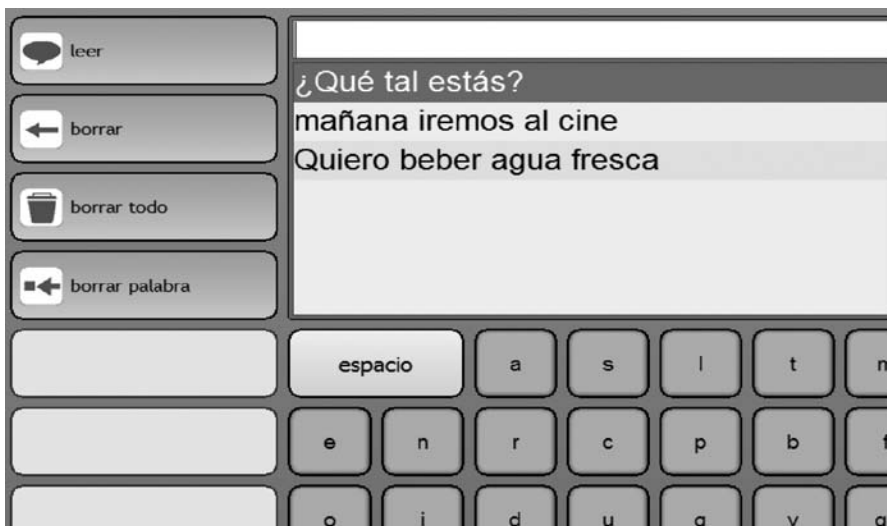 leer
borrar
borrar todo
borrar palabra
¿Qué tal estás?
mañana iremos al cine
Quiero beber agua fresca
espacio a s l t
e n r c p b
o i d u